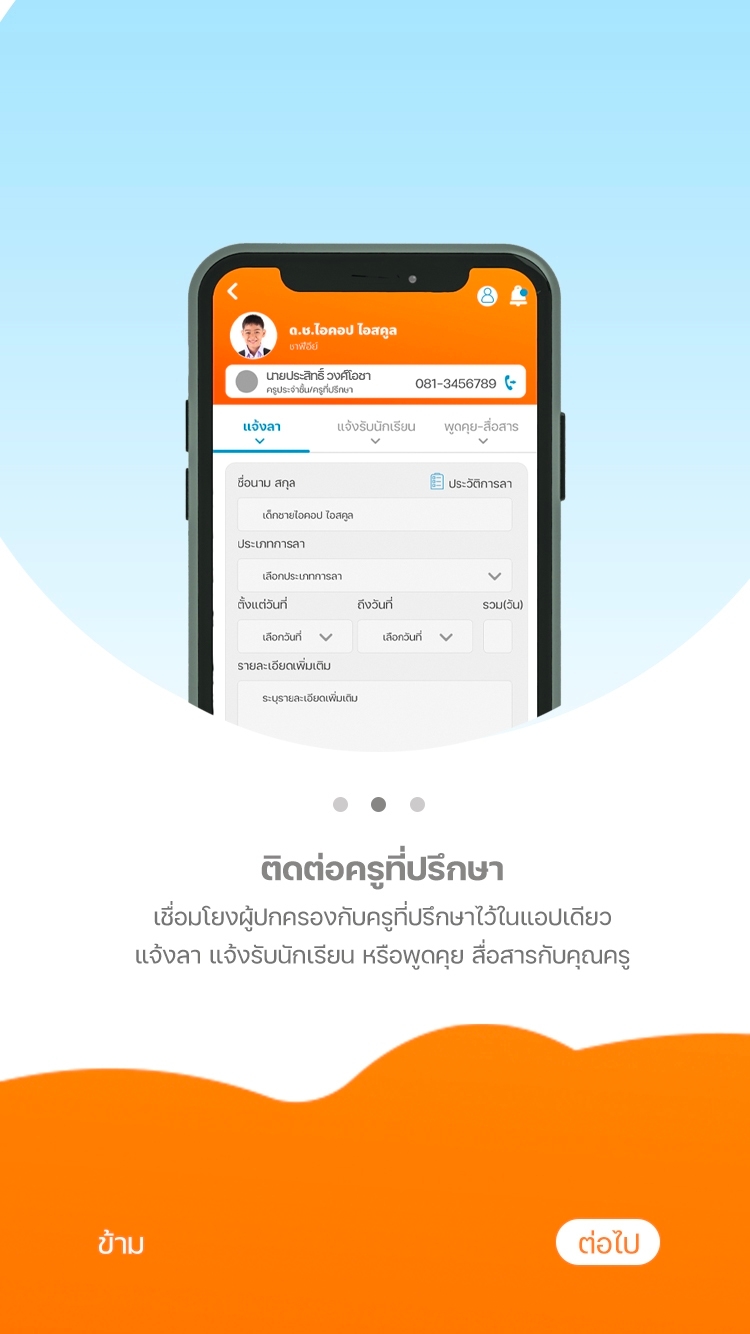 ด.ช.ไอคอป ไอสคูล
ชาฟีอีย์
นายประสิทธิ์ วงศ์โอชา
ครูประจำชั้น/ครูที่ปรึกษา
081-3456789
แจ้งลา
แจ้งรับนักเรียน
พูดคุย-สื่อสาร
ชื่อนาม สกุล
ประวัติการลา
เด็กชายไอคอป ไอสคูล
ประเภทการลา
เลือกประเภทการลา
ตั้งแต่วันที่
ถึงวันที่
รวม(วัน)
เลือกวันที่
เลือกวันที่
รายละเอียดเพิ่มเติม
ระบุรายละเอียดเพิ่มเติม
ติดต่อครูที่ปรึกษา
เชื่อมโยงผู้ปกครองกับครูที่ปรึกษาไว้ในแอปเดียว
แจ้งลา แจ้งรับนักเรียน หรือพูดคุย สื่อสารกับคุณครู
ข้าม
ต่อไป